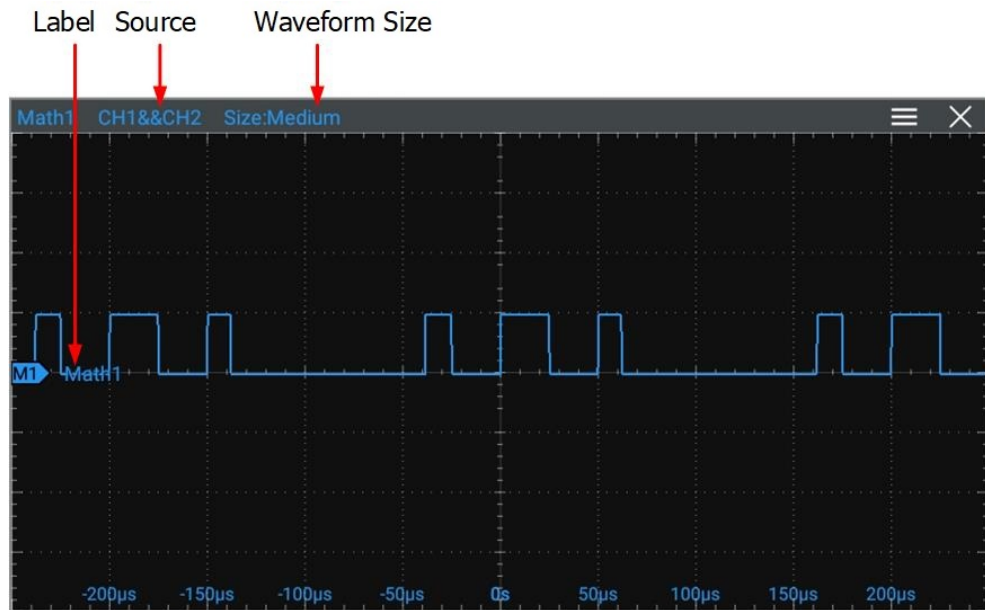 Label Source Waveform Size
Math1 CH1&&CH2 Size:Medium
M1 Math1
-200µs -150µs -100µs -50µs 0s 50µs 100µs 150µs 200µs